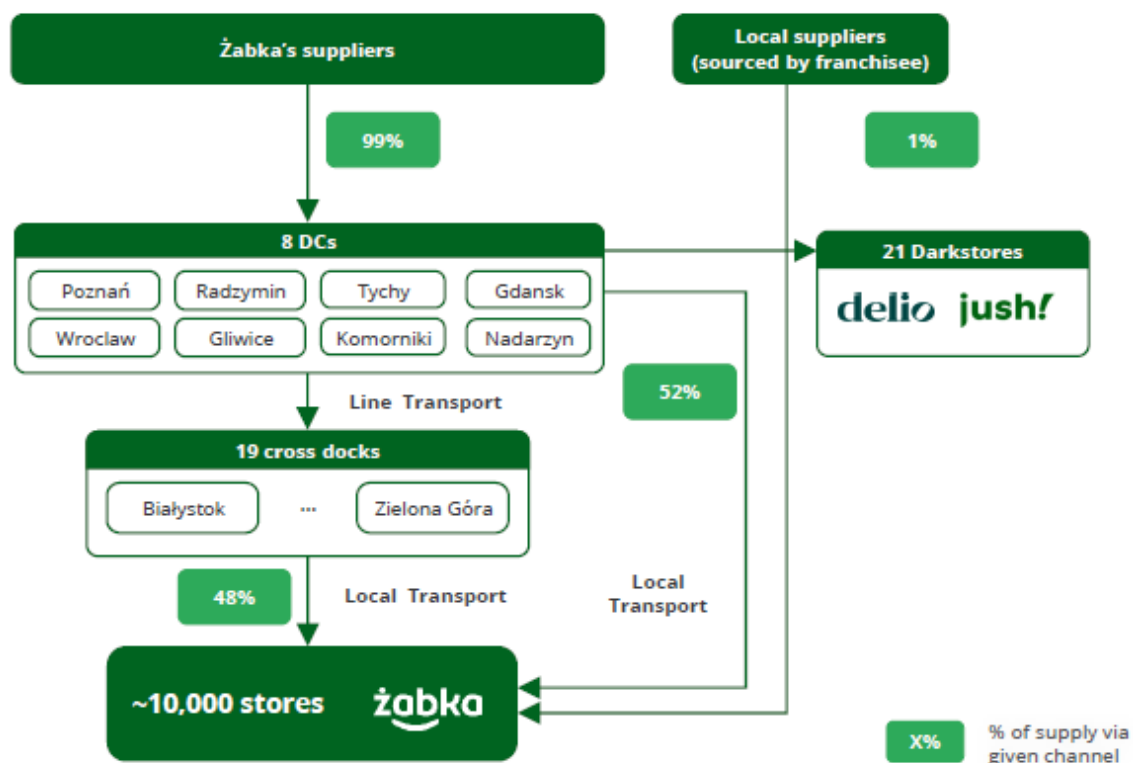 Żabka's suppliers
Local suppliers
(sourced by franchisee)
99%
1%
8 DCs
Poznań
Radzymin
Tychy
Gdansk
Wroclaw
Gliwice
Komorniki
Nadarzyn
21 Darkstores
delio
jush!
Line Transport
52%
19 cross docks
Białystok
...
Zielona Góra
48%
Local Transport
Local
Transport
~10,000 stores
żabka
X%
% of supply via
given channel